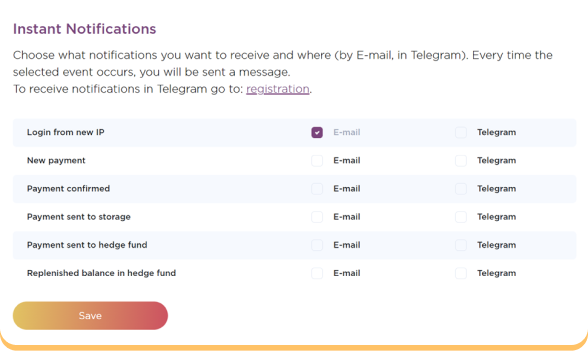 Instant Notifications
Choose what notifications you want to receive and where (by E-mail, in Telegram). Every time the
selected event occurs, you will be sent a message.
To receive notifications in Telegram go to: registration.
Login from new IP E-mail Telegram
New payment E-mail Telegram
Payment confirmed E-mail Telegram
Payment sent to storage E-mail Telegram
Payment sent to hedge fund E-mail Telegram
Replenished balance in hedge fund E-mail Telegram
Save